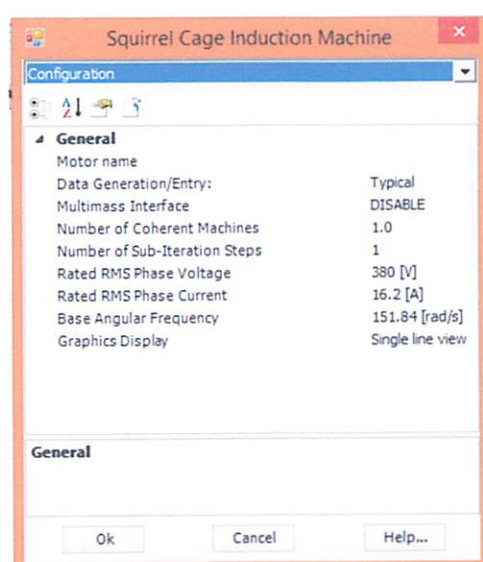 Squirrel Cage Induction Machine
Configuration
General
Motor name
Data Generation/Entry: Typical
Multimass Interface DISABLE
Number of Coherent Machines 1.0
Number of Sub-Iteration Steps 1
Rated RMS Phase Voltage 380 [V]
Rated RMS Phase Current 16.2 [A]
Base Angular Frequency 151.84 [rad/s]
Graphics Display Single line view
General
Ok Cancel Help...